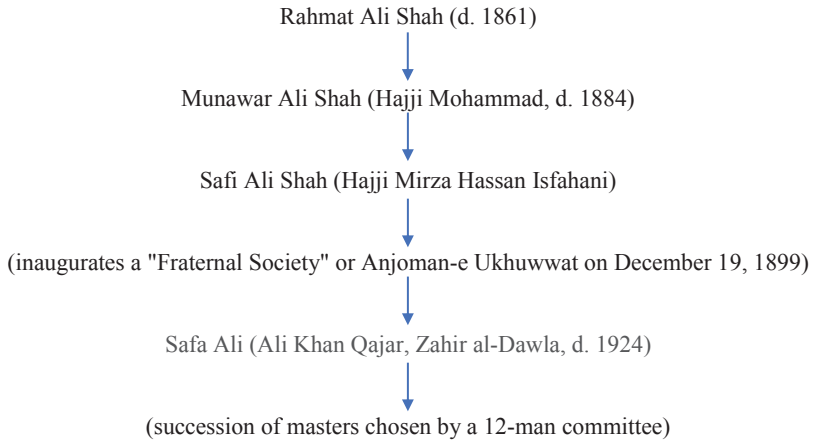 Rahmat Ali Shah (d. 1861)
Munawar Ali Shah (Hajji Mohammad, d. 1884)
Safi Ali Shah (Hajji Mirza Hassan Isfahani)
(inaugurates a "Fraternal Society" or Anjoman-e Ukhuwwat on December 19, 1899)
Safa Ali (Ali Khan Qajar, Zahir al-Dawla, d. 1924)
(succession of masters chosen by a 12-man committee)